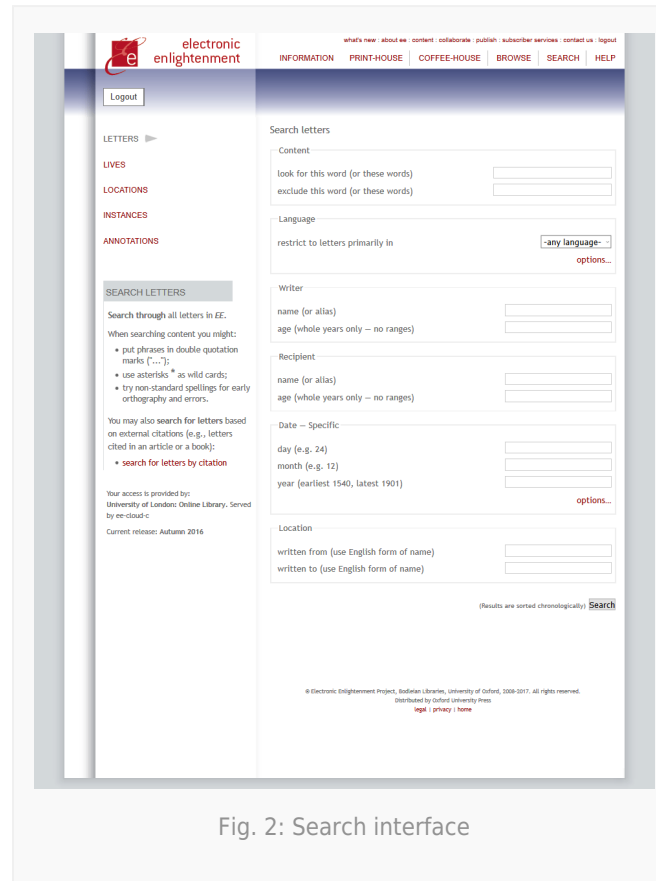 electronic
enlightenment
what's new : about ee : content : collaborate : publish : subscriber services : contact us : logout
INFORMATION PRINT-HOUSE COFFEE-HOUSE BROWSE SEARCH HELP
Logout
LETTERS
LIVES
LOCATIONS
INSTANCES
ANNOTATIONS
SEARCH LETTERS
Search through all letters in EE.
When searching content you might:
• put phrases in double quotation
marks ("...");
• use asterisks * as wild cards;
• try non-standard spellings for early
orthography and errors.
You may also search for letters based
on external citations (e.g., letters
cited in an article or a book):
• search for letters by citation
Your access is provided by:
University of London: Online Library. Served
by ee-cloud-c
Current release: Autumn 2016
Search letters
Content
look for this word (or these words)
exclude this word (or these words)
Language
restrict to letters primarily in -any language-
options...
Writer
name (or alias)
age (whole years only — no ranges)
Recipient
name (or alias)
age (whole years only — no ranges)
Date — Specific
day (e.g. 24)
month (e.g. 12)
year (earliest 1540, latest 1901)
options...
Location
written from (use English form of name)
written to (use English form of name)
(Results are sorted chronologically) Search
© Electronic Enlightenment Project, Bodleian Libraries, University of Oxford, 2008-2017. All rights reserved.
Distributed by Oxford University Press
legal | privacy | home
Fig. 2: Search interface